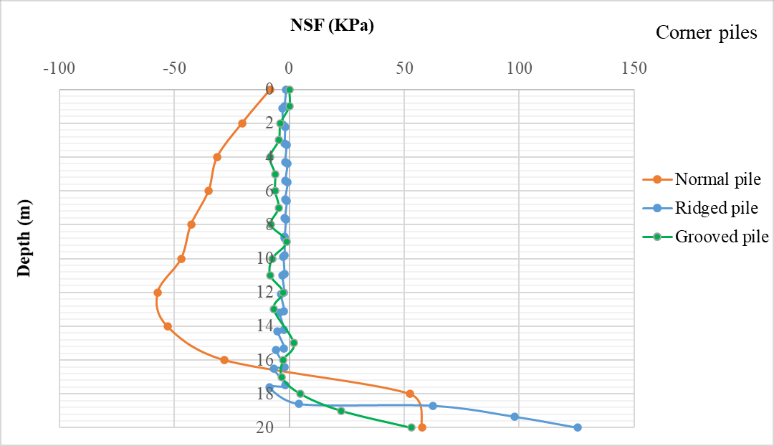 NSF (KPa)
Corner piles
-100 -50 0 50 100 150
0
2
4
6
8
10
12
14
16
18
20
Depth (m)
Normal pile
Ridged pile
Grooved pile